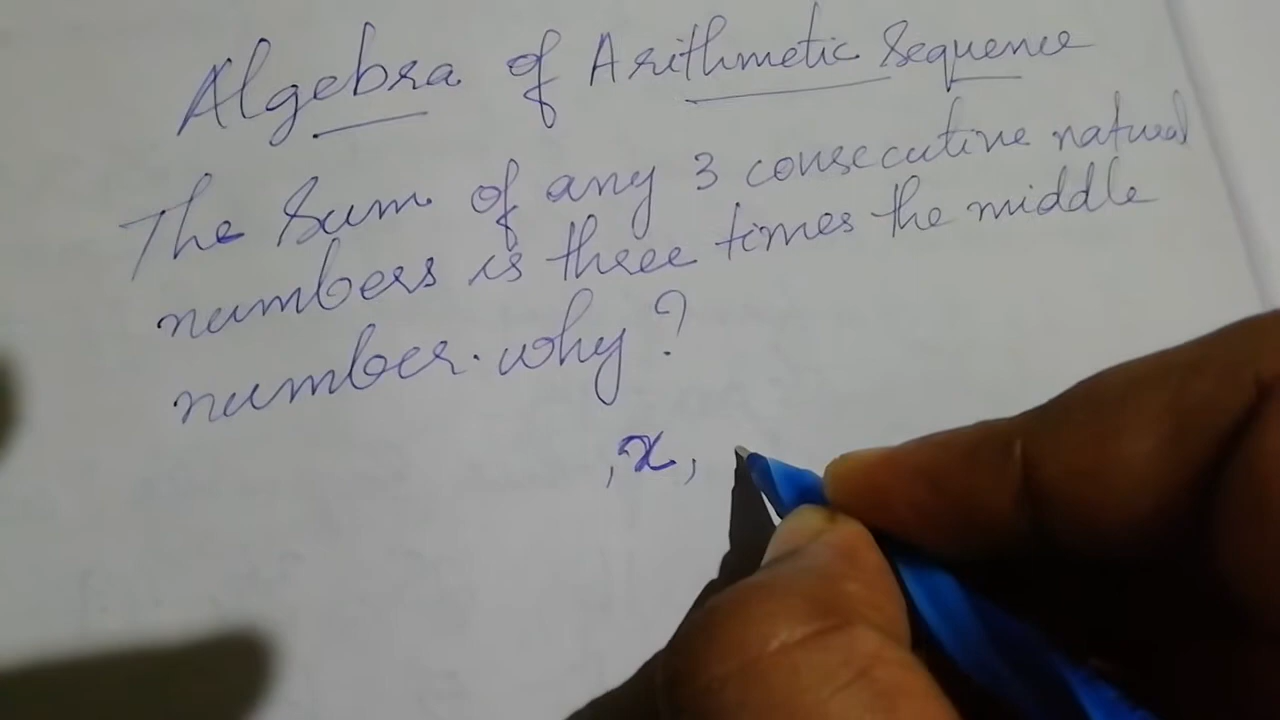 Algebra of Arithmetic Sequence
The Sum of any 3 consecutive natural
numbers is three times the middle
number. why?
, x,